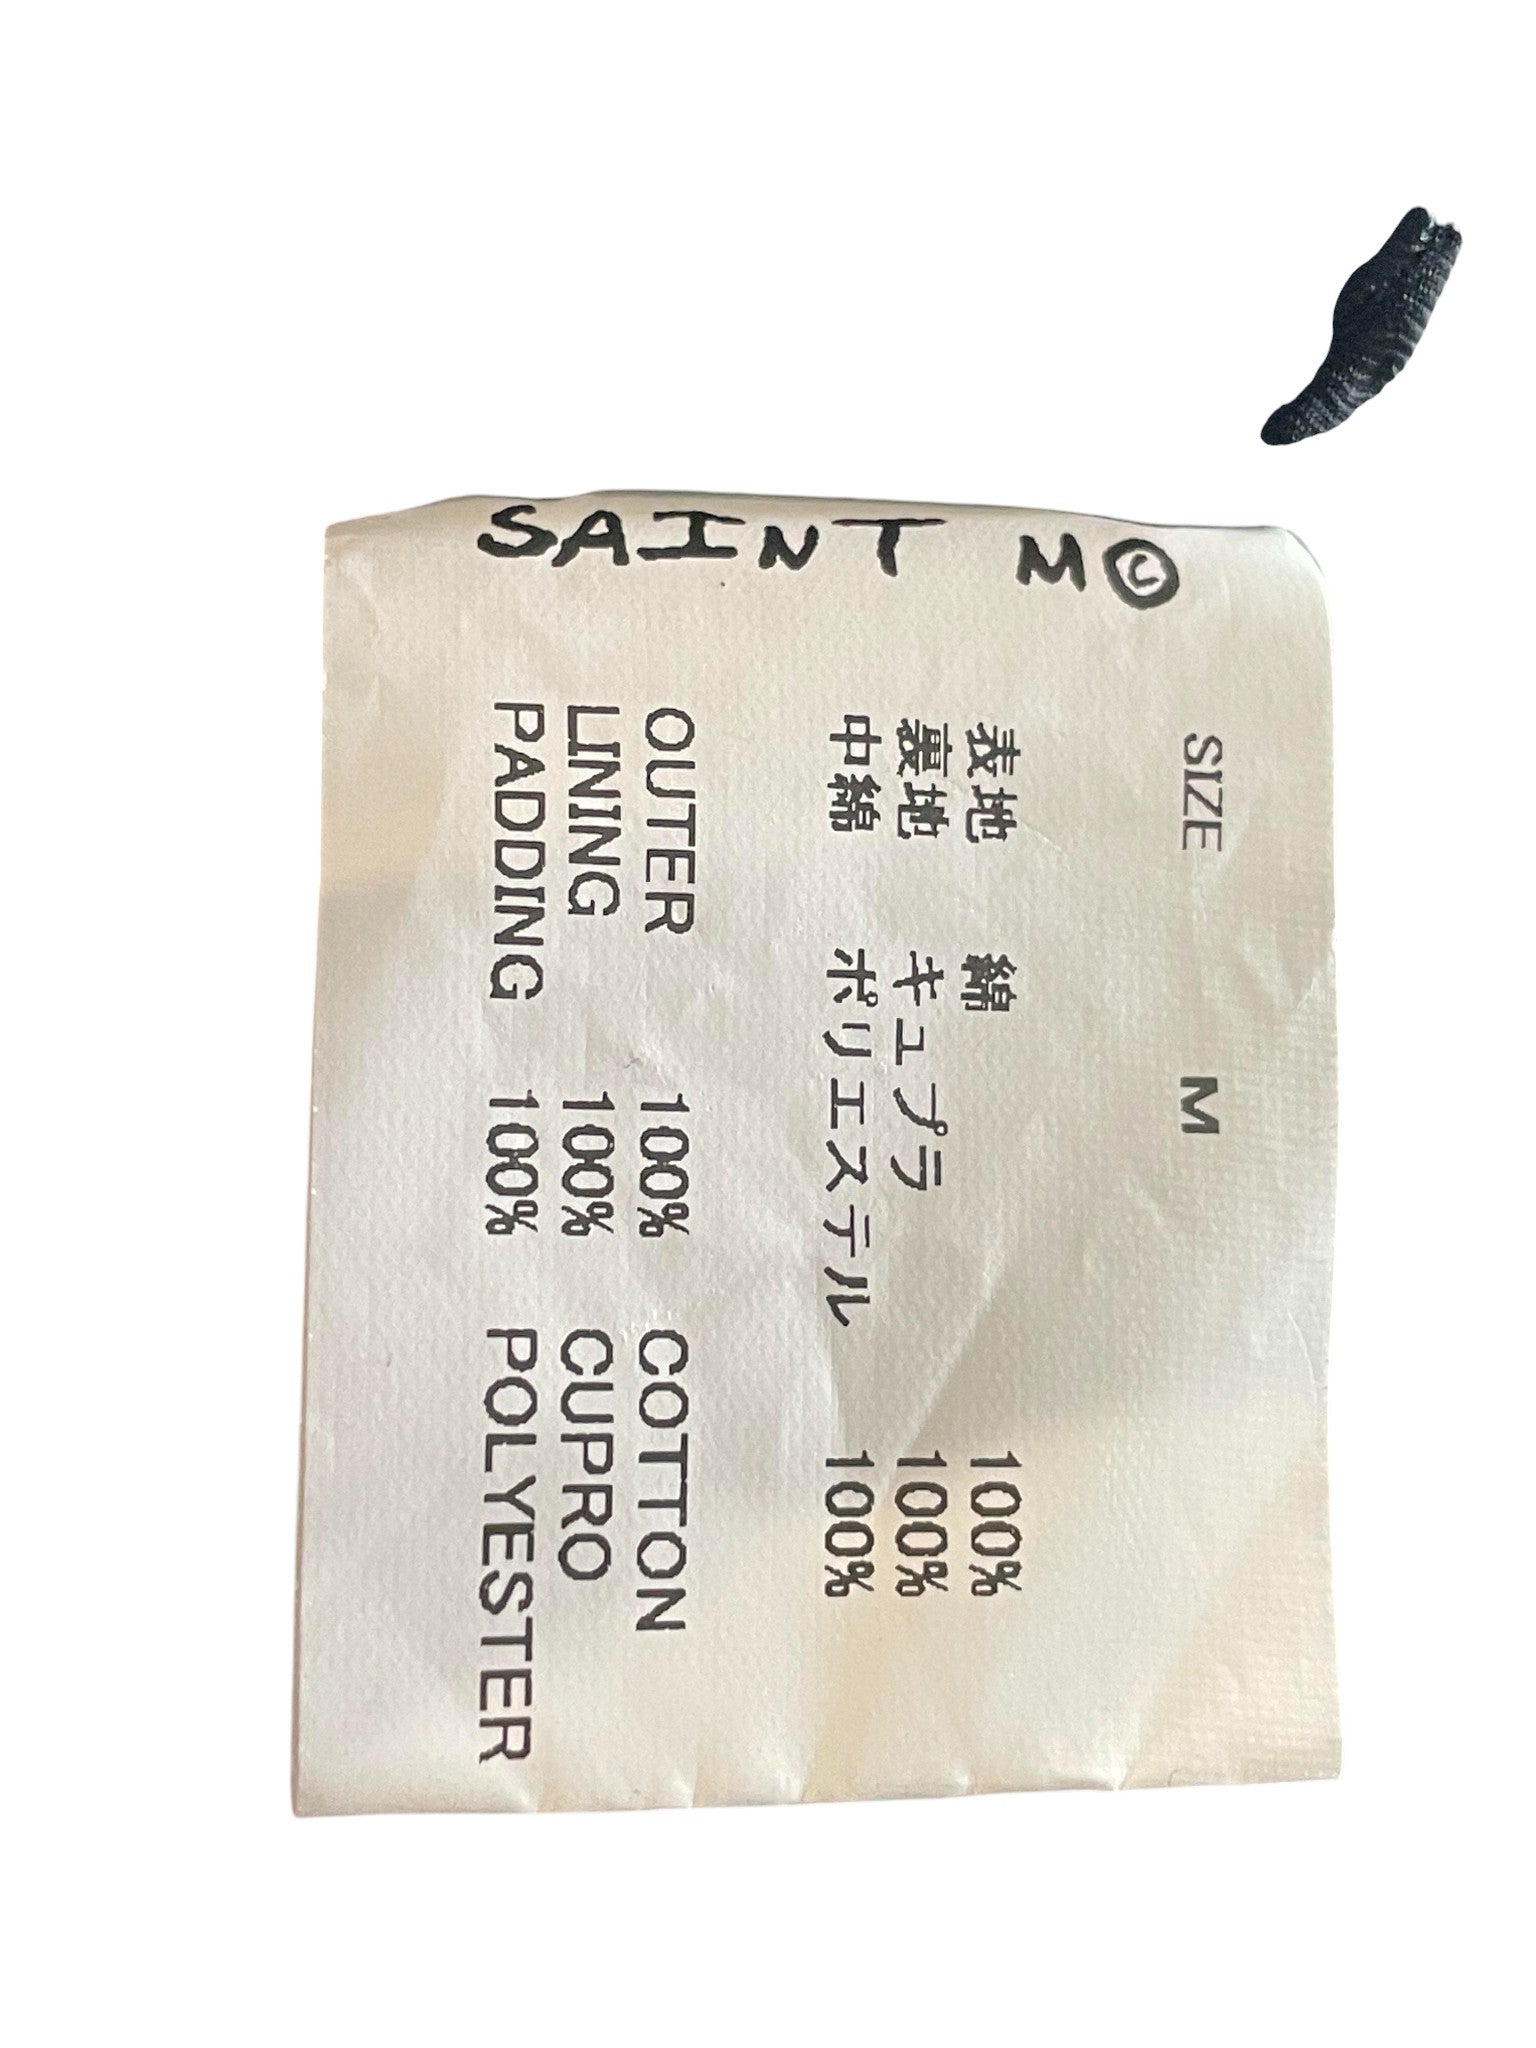 SAINT M©
SIZE M
表地 綿 100%
裏地 キュプラ 100%
中綿 ポリエステル 100%
OUTER 100% COTTON
LINING 100% CUPRO
PADDING 100% POLYESTER